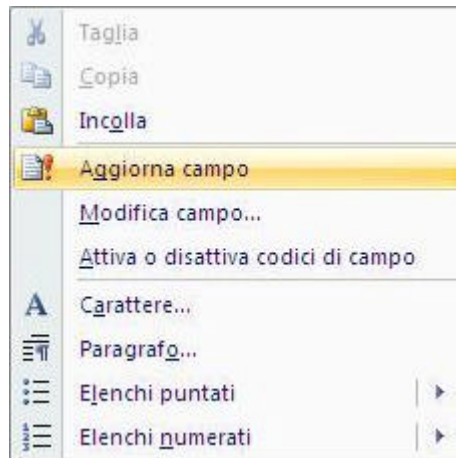 Taglia
Copia
Incolla
Aggiorna campo
Modifica campo...
Attiva o disattiva codici di campo
Carattere...
Paragrafo...
Elenchi puntati
Elenchi numerati